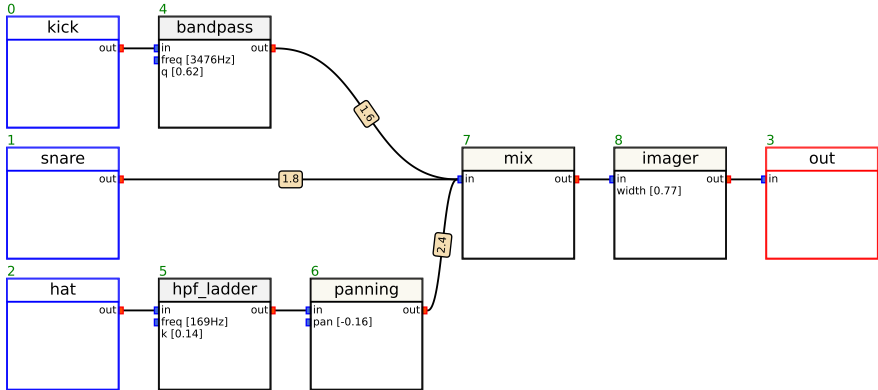 0
kick
out
4
bandpass
in out
freq [3476Hz]
q [0.62]
1.6
1
snare
out
1.8
7
mix
in out
8
imager
in out
width [0.77]
3
out
in
2.4
2
hat
out
5
hpf_ladder
in out
freq [169Hz]
k [0.14]
6
panning
in out
pan [-0.16]